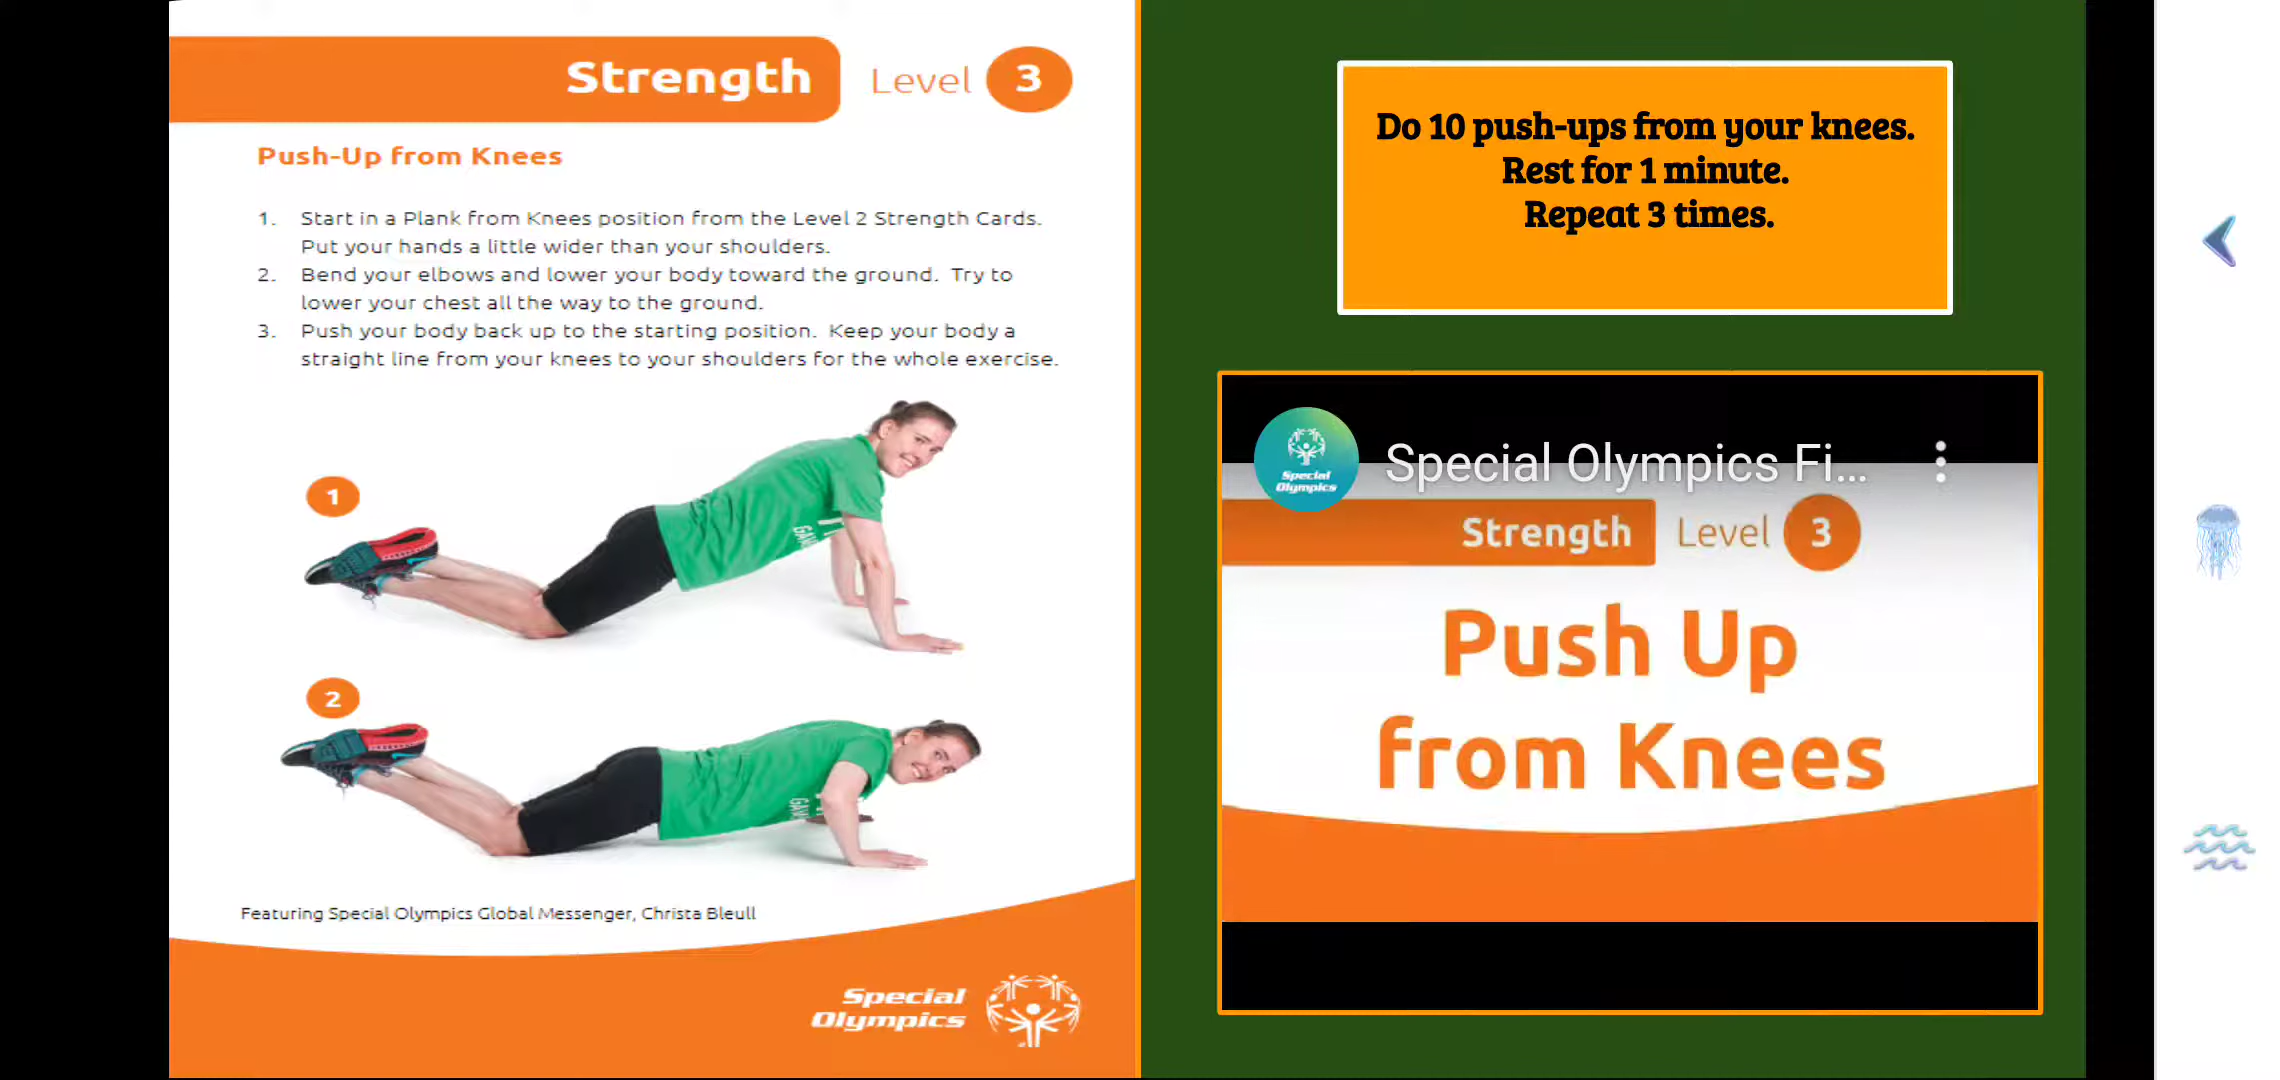 Strength Level 3
Push-Up from Knees
1. Start in a Plank from Knees position from the Level 2 Strength Cards.
Put your hands a little wider than your shoulders.
2. Bend your elbows and lower your body toward the ground. Try to
lower your chest all the way to the ground.
3. Push your body back up to the starting position. Keep your body a
straight line from your knees to your shoulders for the whole exercise.
1
2
Featuring Special Olympics Global Messenger, Christa Bleull
Special
Olympics
Do 10 push-ups from your knees.
Rest for 1 minute.
Repeat 3 times.
Special
Olympics
Special Olympics Fi...
Strength Level 3
Push Up
from Knees